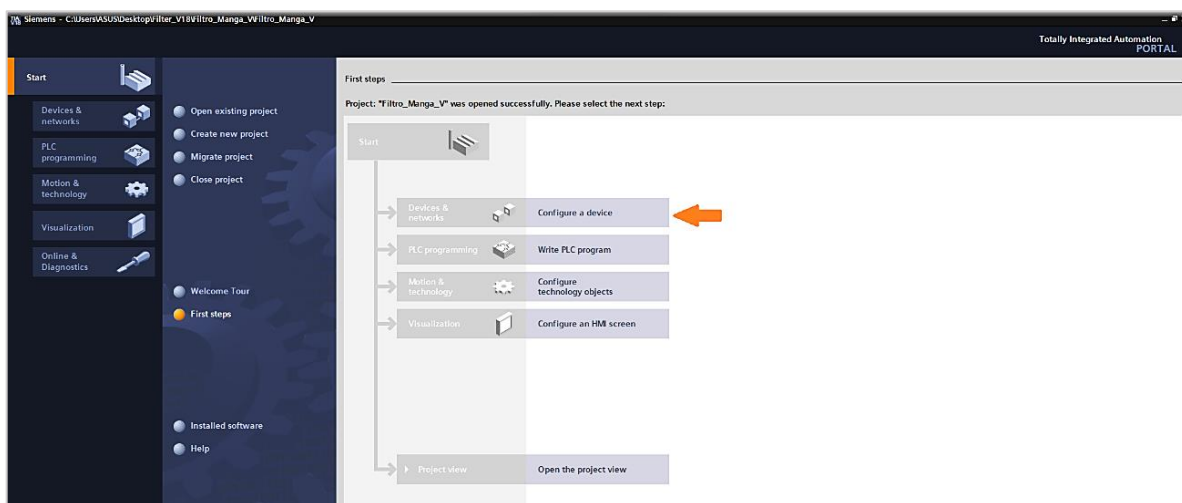 Siemens - C:\Users\ASUS\Desktop\Filter_V18\Filtro_Manga_V\Filtro_Manga_V
Totally Integrated Automation
PORTAL
Start
Devices &
networks
PLC
programming
Motion &
technology
Visualization
Online &
Diagnostics
Open existing project
Create new project
Migrate project
Close project
Welcome Tour
First steps
Installed software
Help
First steps
Project: "Filtro_Manga_V" was opened successfully. Please select the next step:
Start
Devices &
networks
Configure a device
PLC programming
Write PLC program
Motion &
technology
Configure
technology objects
Visualization
Configure an HMI screen
Project view
Open the project view